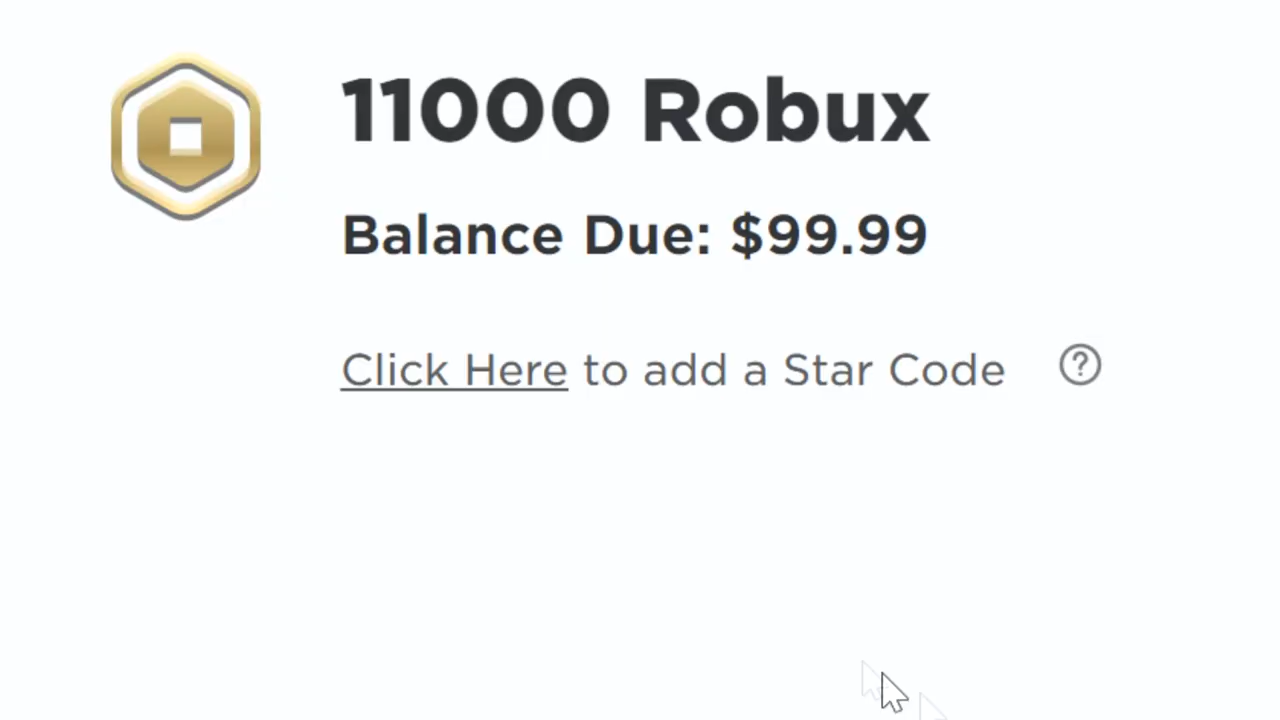 11000 Robux
Balance Due: $99.99
Click Here to add a Star Code ?